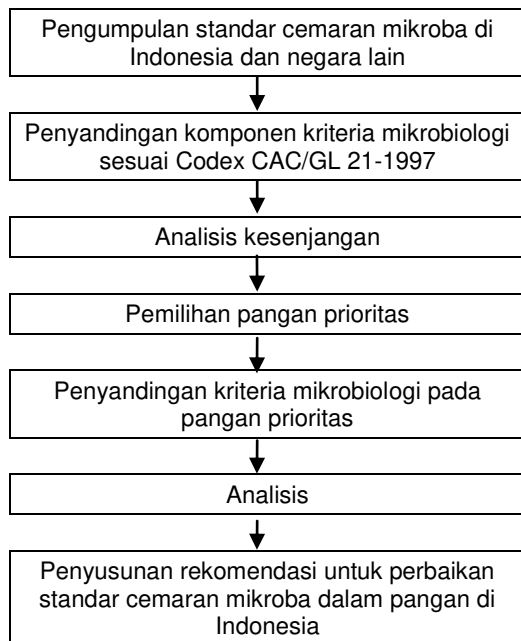 Pengumpulan standar cemaran mikroba di
Indonesia dan negara lain
Penyandingan komponen kriteria mikrobiologi
sesuai Codex CAC/GL 21-1997
Analisis kesenjangan
Pemilihan pangan prioritas
Penyandingan kriteria mikrobiologi pada
pangan prioritas
Analisis
Penyusunan rekomendasi untuk perbaikan
standar cemaran mikroba dalam pangan di
Indonesia